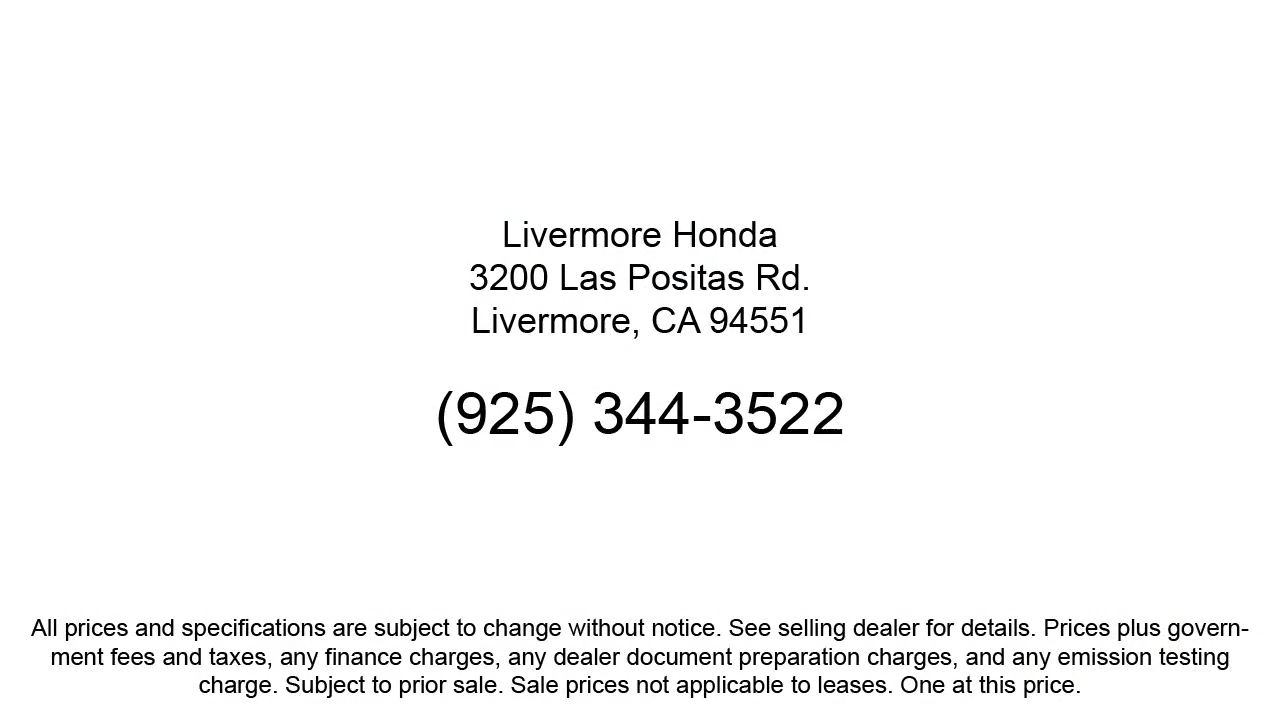 Livermore Honda
3200 Las Positas Rd.
Livermore, CA 94551
(925) 344-3522
All prices and specifications are subject to change without notice. See selling dealer for details. Prices plus govern-
ment fees and taxes, any finance charges, any dealer document preparation charges, and any emission testing
charge. Subject to prior sale. Sale prices not applicable to leases. One at this price.